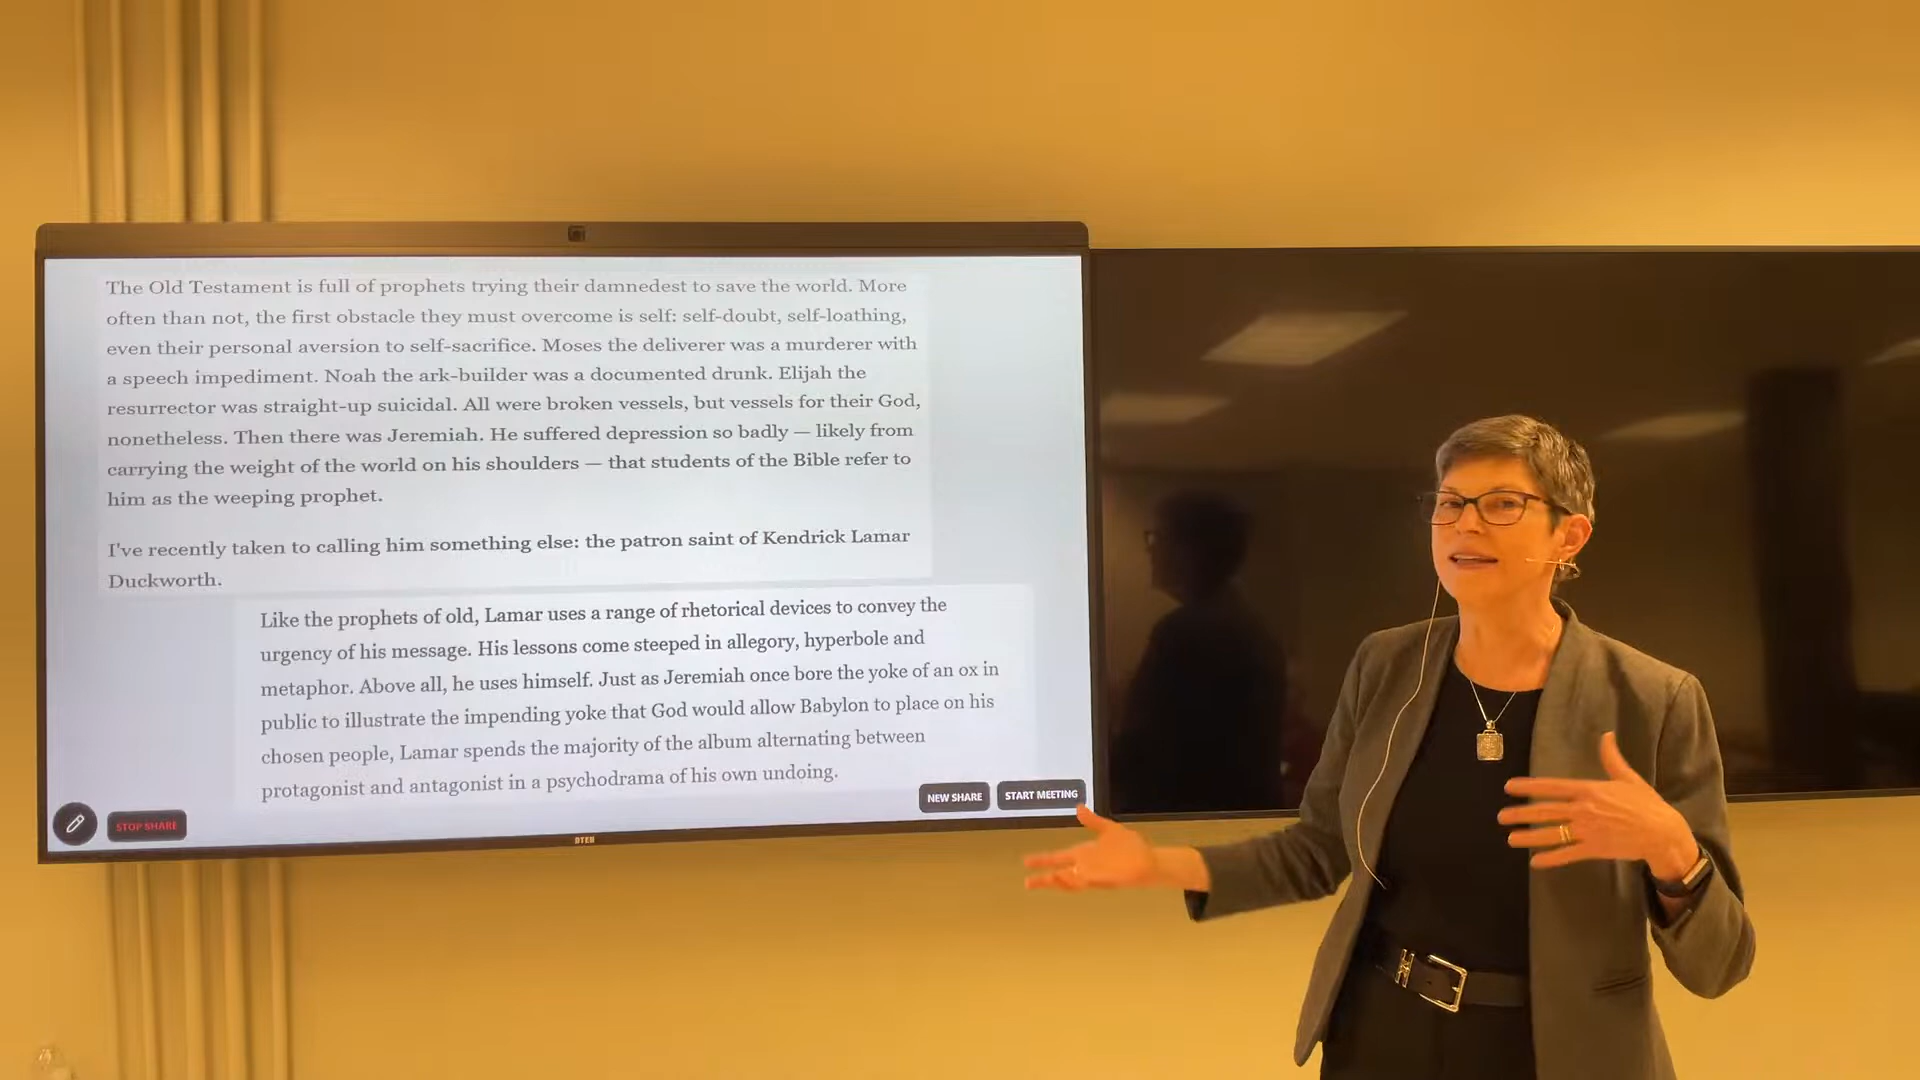 The Old Testament is full of prophets trying their damnedest to save the world. More
often than not, the first obstacle they must overcome is self: self-doubt, self-loathing,
even their personal aversion to self-sacrifice. Moses the deliverer was a murderer with
a speech impediment. Noah the ark-builder was a documented drunk. Elijah the
resurrector was straight-up suicidal. All were broken vessels, but vessels for their God,
nonetheless. Then there was Jeremiah. He suffered depression so badly — likely from
carrying the weight of the world on his shoulders — that students of the Bible refer to
him as the weeping prophet.
I've recently taken to calling him something else: the patron saint of Kendrick Lamar
Duckworth.
Like the prophets of old, Lamar uses a range of rhetorical devices to convey the
urgency of his message. His lessons come steeped in allegory, hyperbole and
metaphor. Above all, he uses himself. Just as Jeremiah once bore the yoke of an ox in
public to illustrate the impending yoke that God would allow Babylon to place on his
chosen people, Lamar spends the majority of the album alternating between
protagonist and antagonist in a psychodrama of his own undoing.
STOP SHARE
NEW SHARE
START MEETING
DTEN